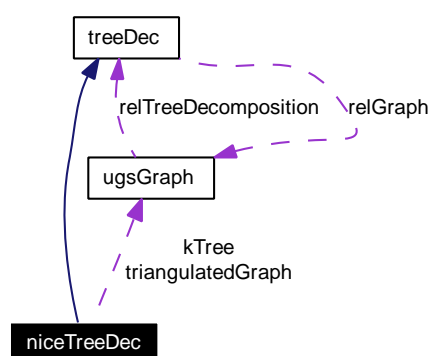 treeDec
relTreeDecomposition
relGraph
ugsGraph
kTree
triangulatedGraph
niceTreeDec